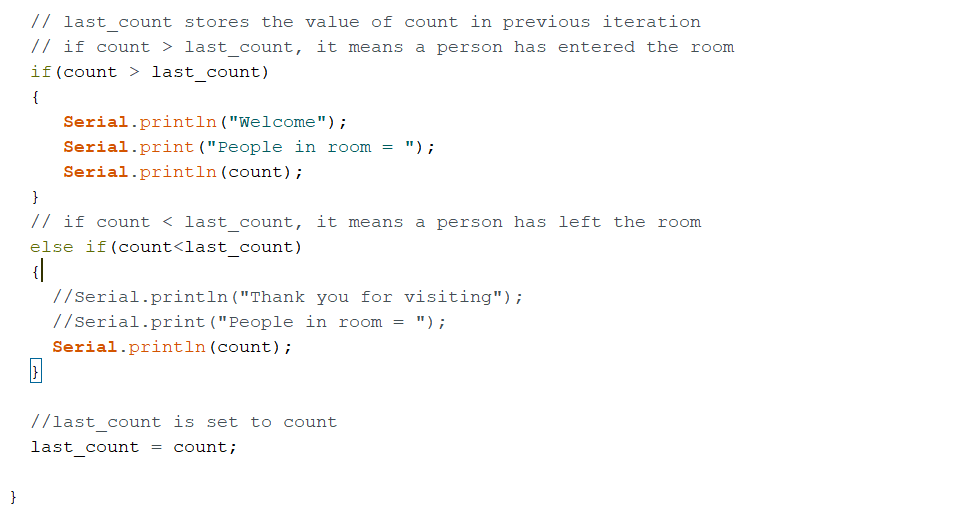 // last_count stores the value of count in previous iteration
// if count > last_count, it means a person has entered the room
if(count > last_count)
{
Serial.println("Welcome");
Serial.print("People in room = ");
Serial.println(count);
}
// if count < last_count, it means a person has left the room
else if(count<last_count)
{
//Serial.println("Thank you for visiting");
//Serial.print("People in room = ");
Serial.println(count);
}
//last_count is set to count
last_count = count;
}